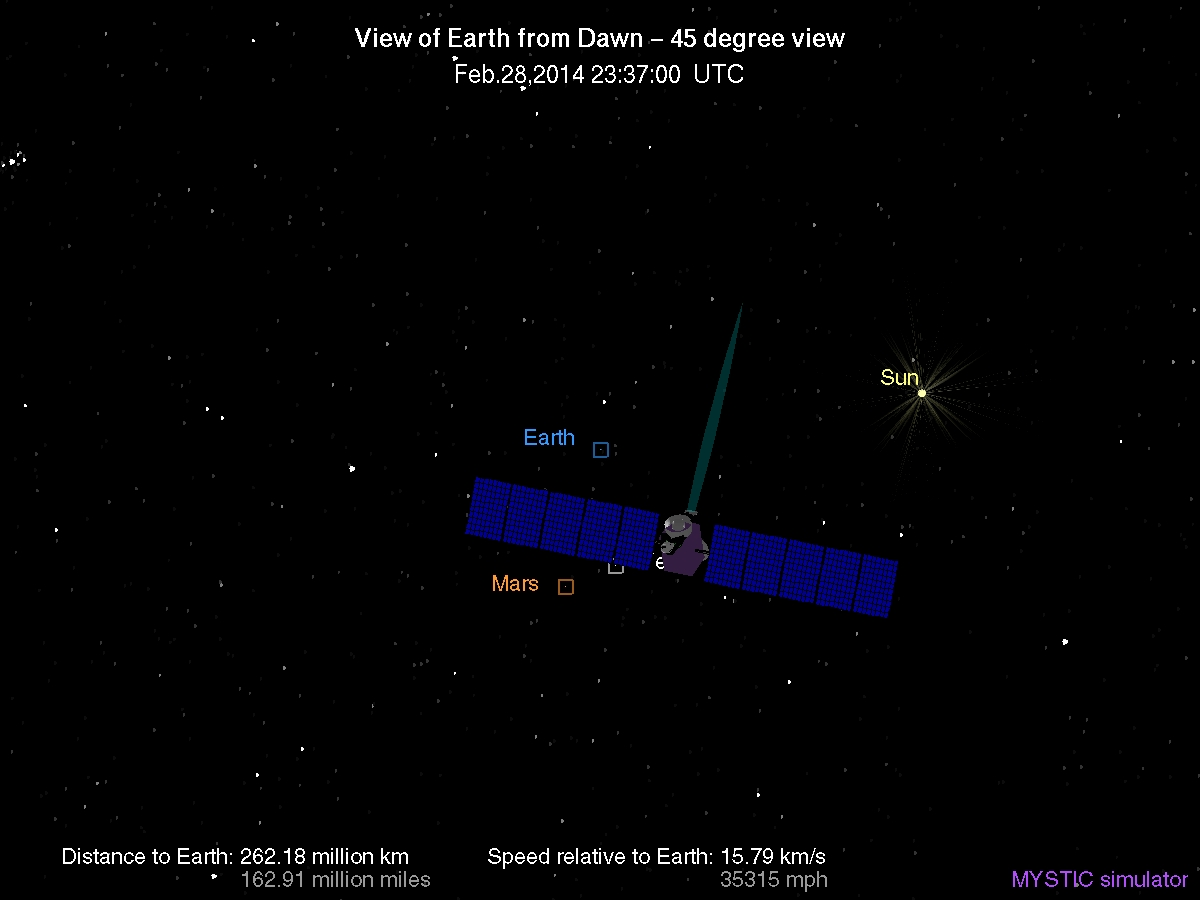 View of Earth from Dawn – 45 degree view
Feb.28,2014 23:37:00 UTC
Sun
Earth
Mars
Distance to Earth: 262.18 million km
162.91 million miles
Speed relative to Earth: 15.79 km/s
35315 mph
MYSTIC simulator